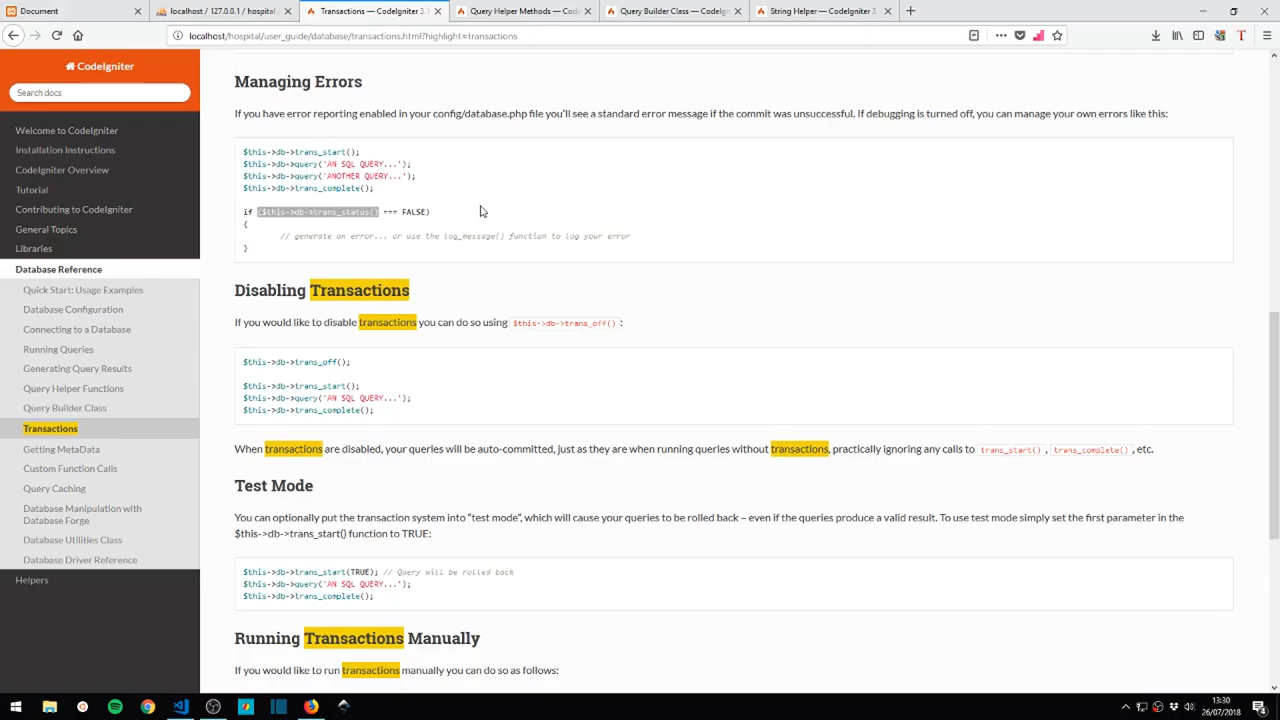 Document
localhost / 127.0.0.1 / hospital
Transactions — CodeIgniter 3.
Query Helper Methods — CodeIg
Query Builder Class — CodeIgnit
String Helper — CodeIgniter 3.
localhost/hospital/user_guide/database/transactions.html?highlight=transactions
CodeIgniter
Search docs
Welcome to CodeIgniter
Installation Instructions
CodeIgniter Overview
Tutorial
Contributing to CodeIgniter
General Topics
Libraries
Database Reference
Quick Start: Usage Examples
Database Configuration
Connecting to a Database
Running Queries
Generating Query Results
Query Helper Functions
Query Builder Class
Transactions
Getting MetaData
Custom Function Calls
Query Caching
Database Manipulation with
Database Forge
Database Utilities Class
Database Driver Reference
Helpers
Managing Errors
If you have error reporting enabled in your config/database.php file you’ll see a standard error message if the commit was unsuccessful. If debugging is turned off, you can manage your own errors like this:
$this->db->trans_start();
$this->db->query('AN SQL QUERY...');
$this->db->query('ANOTHER QUERY...');
$this->db->trans_complete();
if ($this->db->trans_status() === FALSE)
{
// generate an error... or use the log_message() function to log your error
}
Disabling Transactions
If you would like to disable transactions you can do so using $this->db->trans_off():
$this->db->trans_off();
$this->db->trans_start();
$this->db->query('AN SQL QUERY...');
$this->db->trans_complete();
When transactions are disabled, your queries will be auto-committed, just as they are when running queries without transactions, practically ignoring any calls to trans_start(), trans_complete(), etc.
Test Mode
You can optionally put the transaction system into “test mode”, which will cause your queries to be rolled back – even if the queries produce a valid result. To use test mode simply set the first parameter in the
$this->db->trans_start() function to TRUE:
$this->db->trans_start(TRUE); // Query will be rolled back
$this->db->query('AN SQL QUERY...');
$this->db->trans_complete();
Running Transactions Manually
If you would like to run transactions manually you can do so as follows:
13:30
26/07/2018